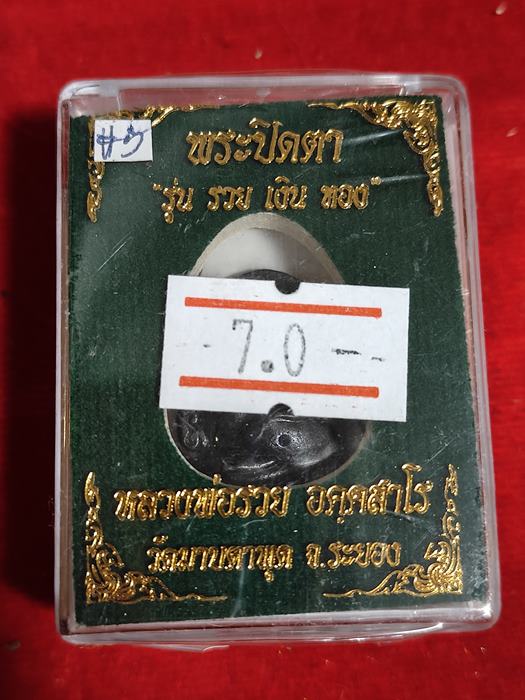 พระปิดตา
"รุ่น รวย เงิน ทอง"
- 7.0 --
หลวงพ่อรวย อคฺคสาโร
วัดมาบตาพุด จ.ระยอง